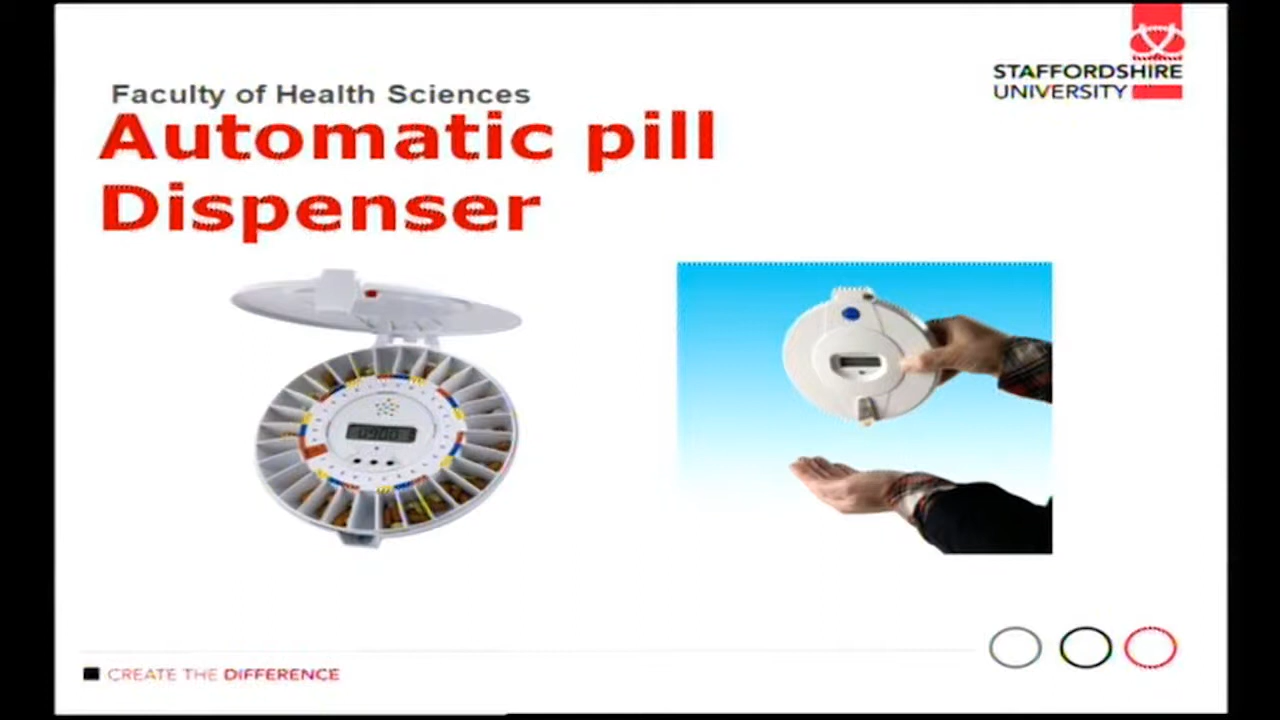 STAFFORDSHIRE
UNIVERSITY
Faculty of Health Sciences
Automatic pill
Dispenser
CREATE THE DIFFERENCE